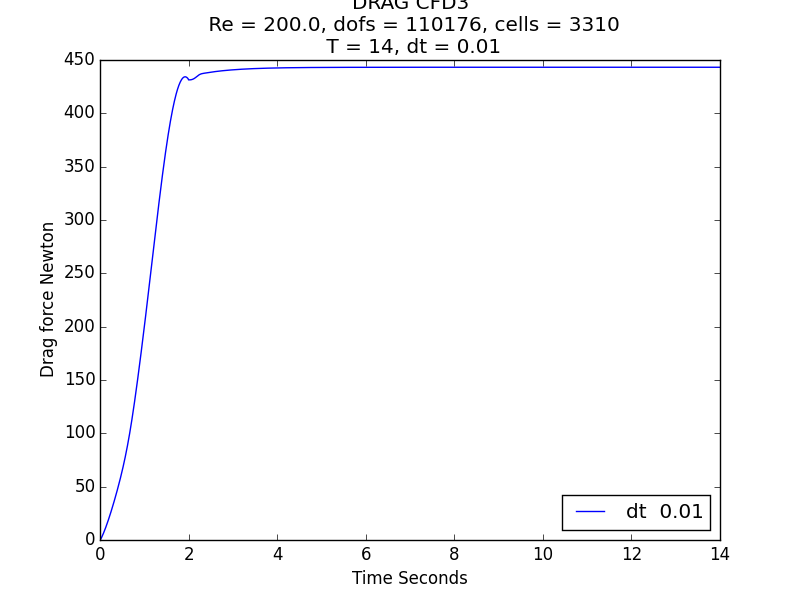 DRAG CFD3
Re = 200.0, dofs = 110176, cells = 3310
T = 14, dt = 0.01
450
400
350
300
250
200
150
100
50
0
Drag force Newton
dt 0.01
0 2 4 6 8 10 12 14
Time Seconds